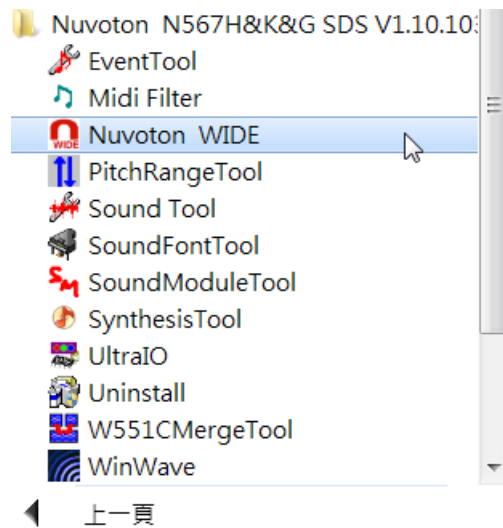 Nuvoton N567H&K&G SDS V1.10.103
EventTool
Midi Filter
Nuvoton WIDE
PitchRangeTool
Sound Tool
SoundFontTool
SoundModuleTool
SynthesisTool
UltraIO
Uninstall
W551CMergeTool
WinWave
上一頁